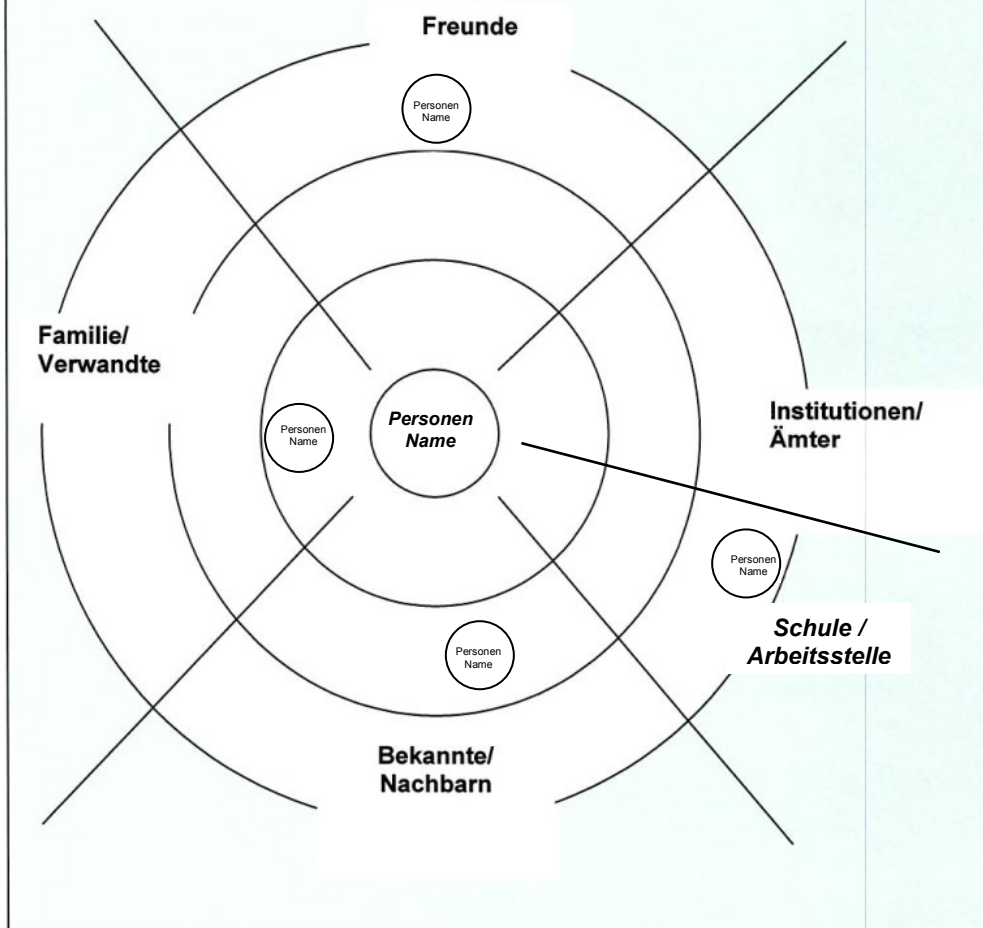 Freunde
Personen
Name
Familie/
Verwandte
Personen
Name
Personen
Name
Institutionen/
Ämter
Personen
Name
Schule /
Arbeitsstelle
Personen
Name
Bekannte/
Nachbarn